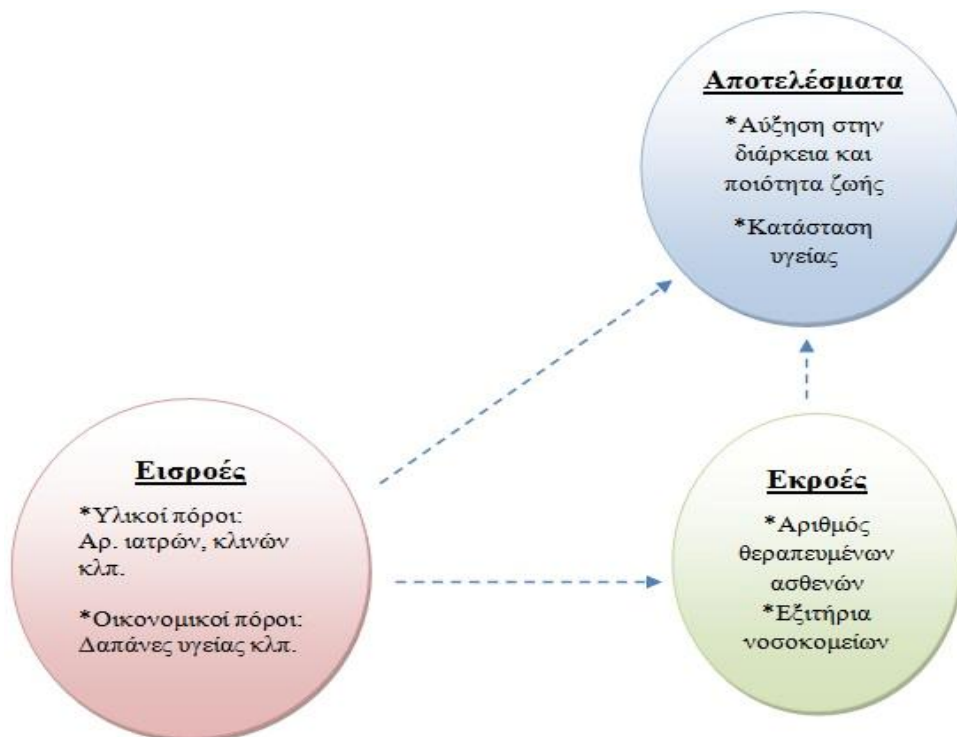 Αποτελέσματα
*Αύξηση στην
διάρκεια και
ποιότητα ζωής
*Κατάσταση
υγείας
Εισροές
*Υλικοί πόροι:
Αρ. ιατρών, κλινών
κλπ.
*Οικονομικοί πόροι:
Δαπάνες υγείας κλπ.
Εκροές
*Αριθμός
θεραπευμένων
ασθενών
*Εξιτήρια
νοσοκομείων